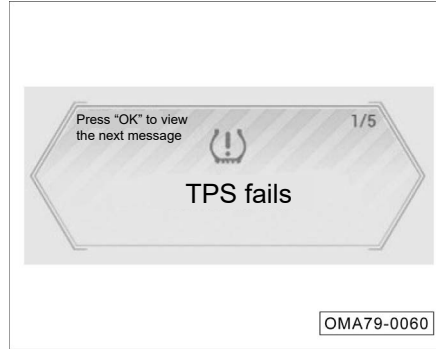 Press “OK” to view
the next message
1/5
TPS fails
OMA79-0060